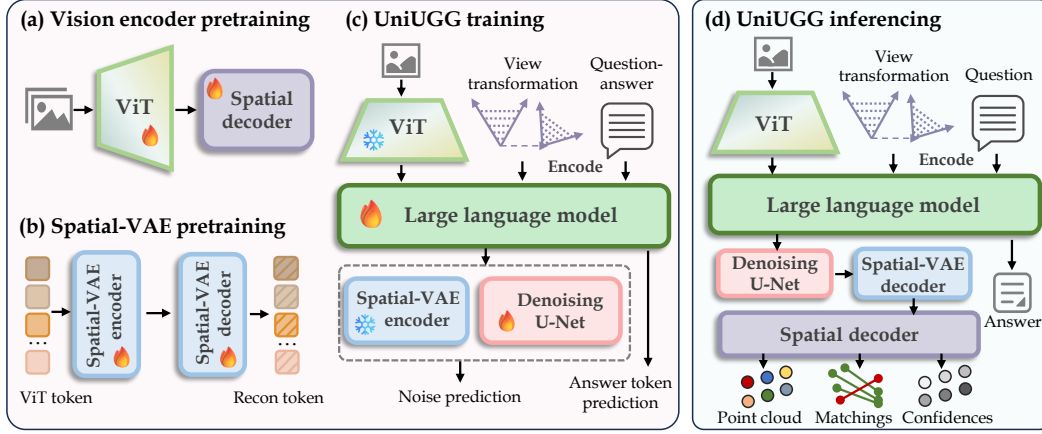 (a) Vision encoder pretraining
ViT
Spatial
decoder
(b) Spatial-VAE pretraining
Spatial-VAE
encoder
Spatial-VAE
decoder
...
...
ViT token
Recon token
(c) UniUGG training
View
transformation
Question-
answer
ViT
Encode
Large language model
Spatial-VAE
encoder
Denoising
U-Net
Noise prediction
Answer token
prediction
(d) UniUGG inferencing
View
transformation
Question
ViT
Encode
Large language model
Denoising
U-Net
Spatial-VAE
decoder
Answer
Spatial decoder
Point cloud
Matchings
Confidences